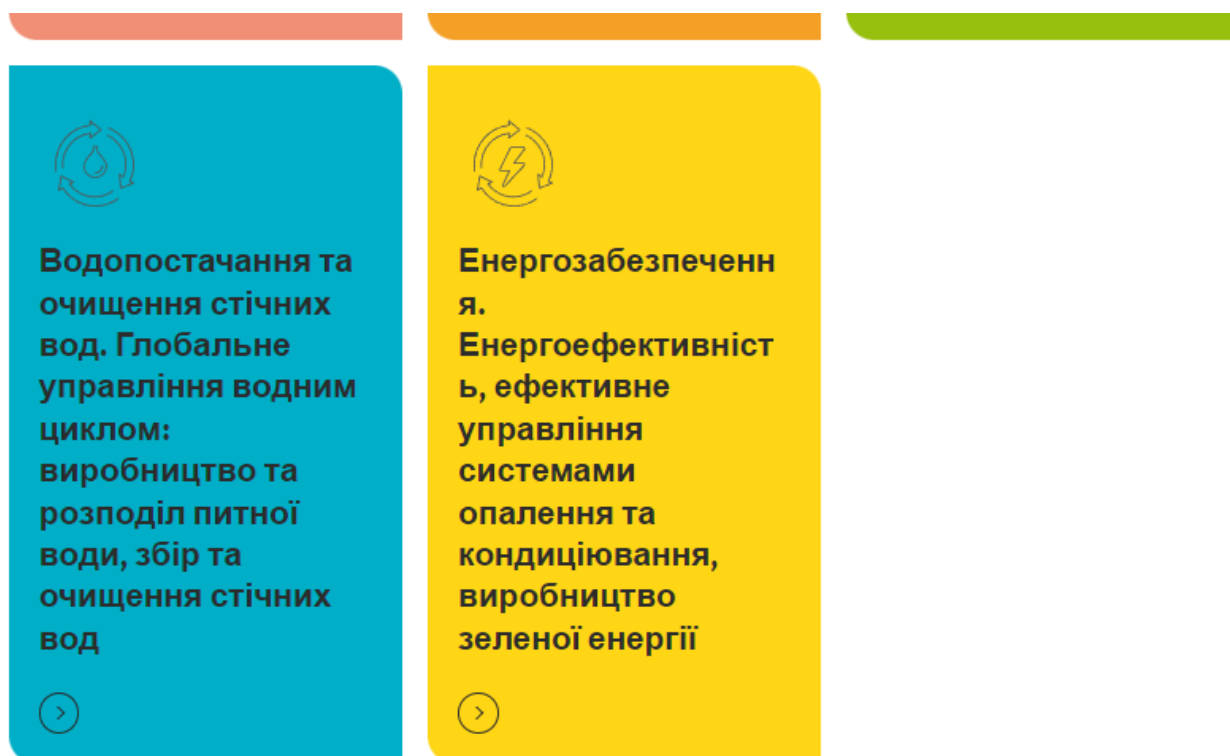 Водопостачання та
очищення стічних
вод. Глобальне
управління водним
циклом:
виробництво та
розподіл питної
води, збір та
очищення стічних
вод
Енергозабезпеченн
я.
Енергоефективніст
ь, ефективне
управління
системами
опалення та
кондиціювання,
виробництво
зеленої енергії